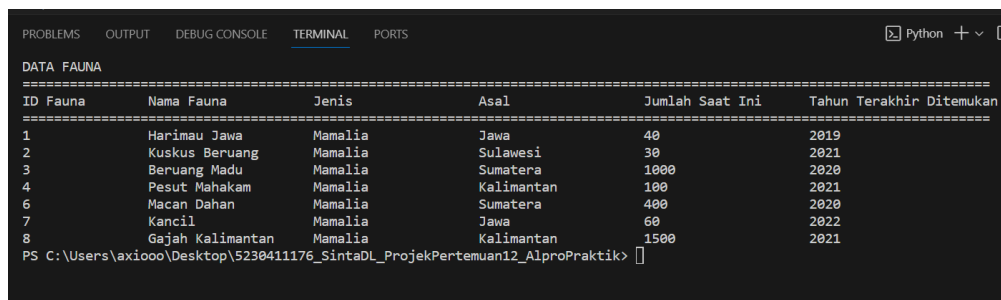 PROBLEMS OUTPUT DEBUG CONSOLE TERMINAL PORTS Python
DATA FAUNA
==========================================================================================================================
ID Fauna Nama Fauna Jenis Asal Jumlah Saat Ini Tahun Terakhir Ditemukan
==========================================================================================================================
1 Harimau Jawa Mamalia Jawa 40 2019
2 Kuskus Beruang Mamalia Sulawesi 30 2021
3 Beruang Madu Mamalia Sumatera 1000 2020
4 Pesut Mahakam Mamalia Kalimantan 100 2021
6 Macan Dahan Mamalia Sumatera 400 2020
7 Kancil Mamalia Jawa 60 2022
8 Gajah Kalimantan Mamalia Kalimantan 1500 2021
PS C:\Users\axiooo\Desktop\5230411176_SintaDL_ProjekPertemuan12_AlproPraktik>